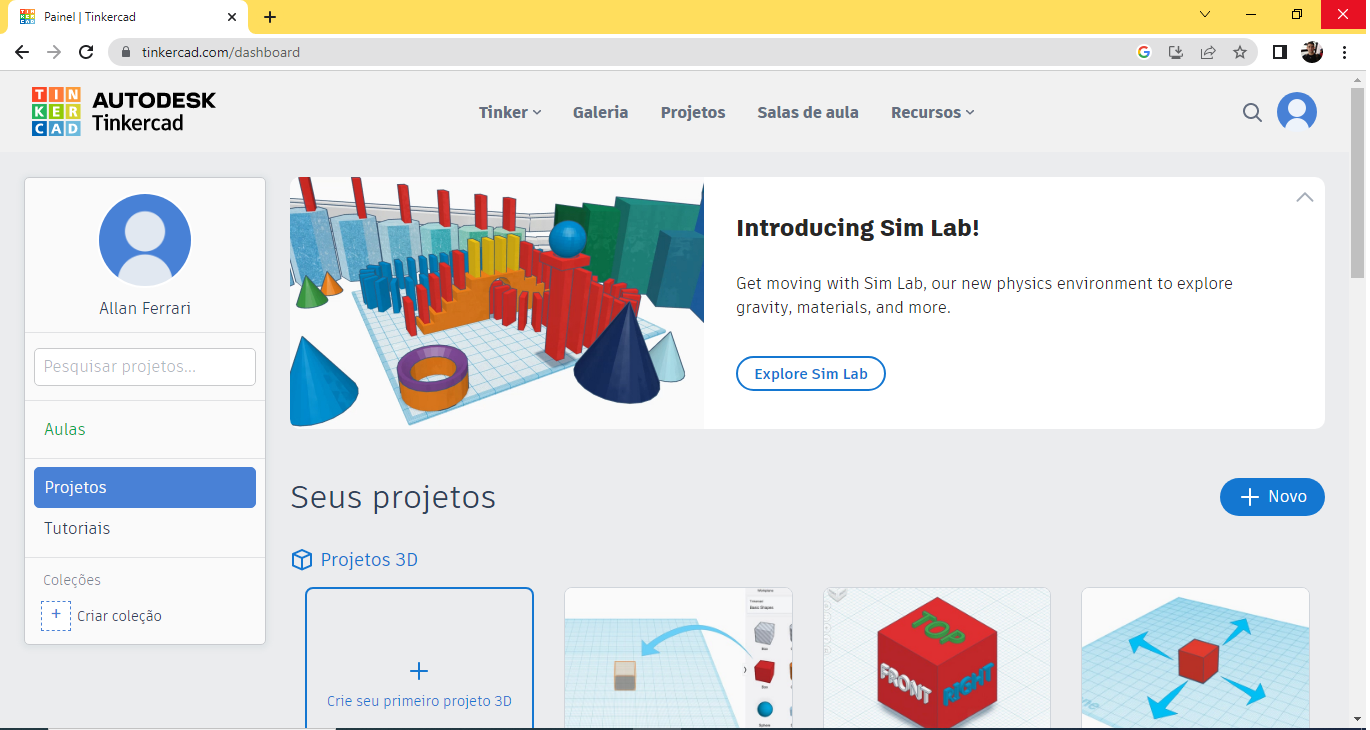 Painel | Tinkercad
tinkercad.com/dashboard
TIN
KER
CAD
AUTODESK
Tinkercad
Tinker
Galeria
Projetos
Salas de aula
Recursos
Allan Ferrari
Pesquisar projetos...
Aulas
Projetos
Tutoriais
Coleções
+ Criar coleção
Introducing Sim Lab!
Get moving with Sim Lab, our new physics environment to explore
gravity, materials, and more.
Explore Sim Lab
Seus projetos
+ Novo
Projetos 3D
+
Crie seu primeiro projeto 3D
Basic Shapes
Box
TOP
FRONT
RIGHT